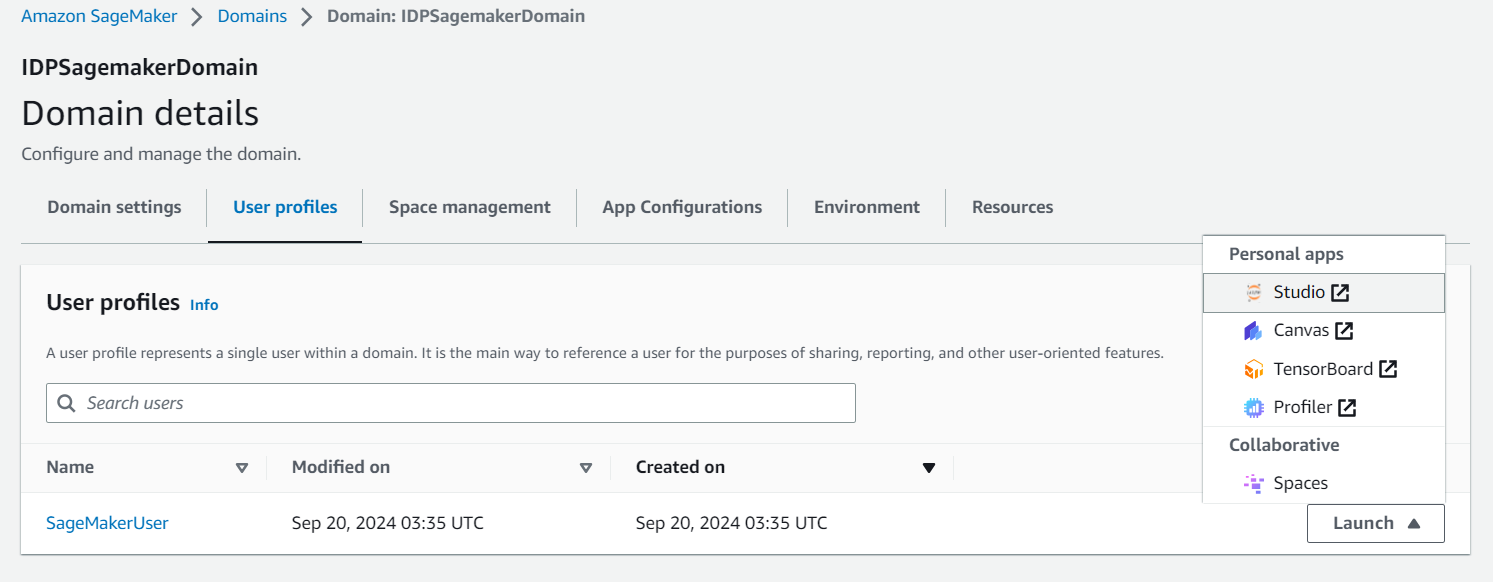 Amazon SageMaker > Domains > Domain: IDPSagemakerDomain
IDPSagemakerDomain
Domain details
Configure and manage the domain.
Domain settings User profiles Space management App Configurations Environment Resources
Personal apps
Studio
Canvas
TensorBoard
Profiler
Collaborative
Spaces
User profiles Info
A user profile represents a single user within a domain. It is the main way to reference a user for the purposes of sharing, reporting, and other user-oriented features.
Search users
Name Modified on Created on
SageMakerUser Sep 20, 2024 03:35 UTC Sep 20, 2024 03:35 UTC Launch